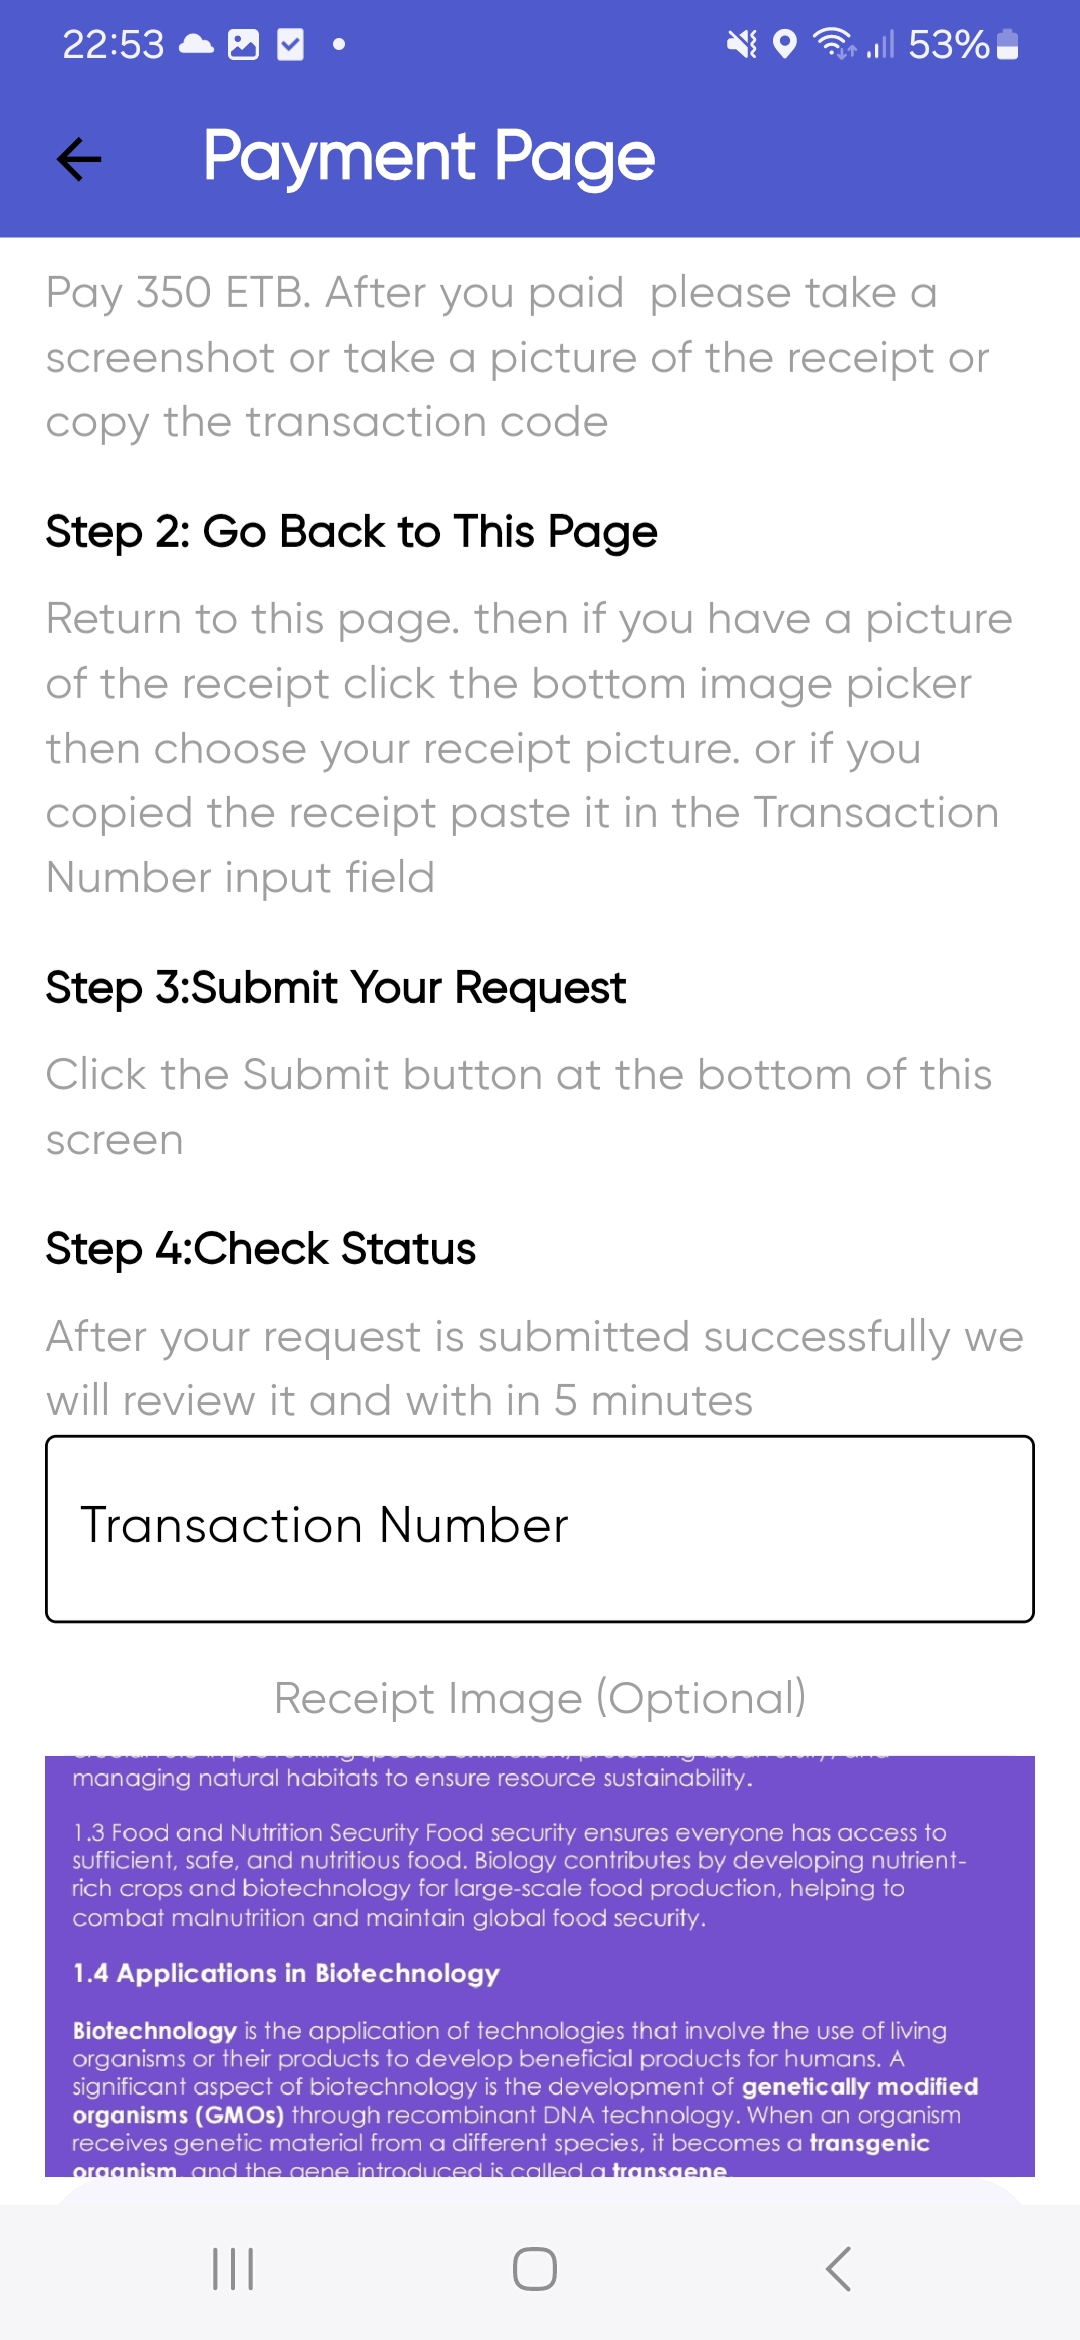 22:53
53%
Payment Page
Pay 350 ETB. After you paid  please take a
screenshot or take a picture of the receipt or
copy the transaction code
Step 2: Go Back to This Page
Return to this page. then if you have a picture
of the receipt click the bottom image picker
then choose your receipt picture. or if you
copied the receipt paste it in the Transaction
Number input field
Step 3:Submit Your Request
Click the Submit button at the bottom of this
screen
Step 4:Check Status
After your request is submitted successfully we
will review it and with in 5 minutes
Transaction Number
Receipt Image (Optional)
crucial role in preventing species extinction, preserving biodiversity, and
managing natural habitats to ensure resource sustainability.
1.3 Food and Nutrition Security Food security ensures everyone has access to
sufficient, safe, and nutritious food. Biology contributes by developing nutrient-
rich crops and biotechnology for large-scale food production, helping to
combat malnutrition and maintain global food security.
1.4 Applications in Biotechnology
Biotechnology is the application of technologies that involve the use of living
organisms or their products to develop beneficial products for humans. A
significant aspect of biotechnology is the development of genetically modified
organisms (GMOs) through recombinant DNA technology. When an organism
receives genetic material from a different species, it becomes a transgenic
organism, and the gene introduced is called a transgene.